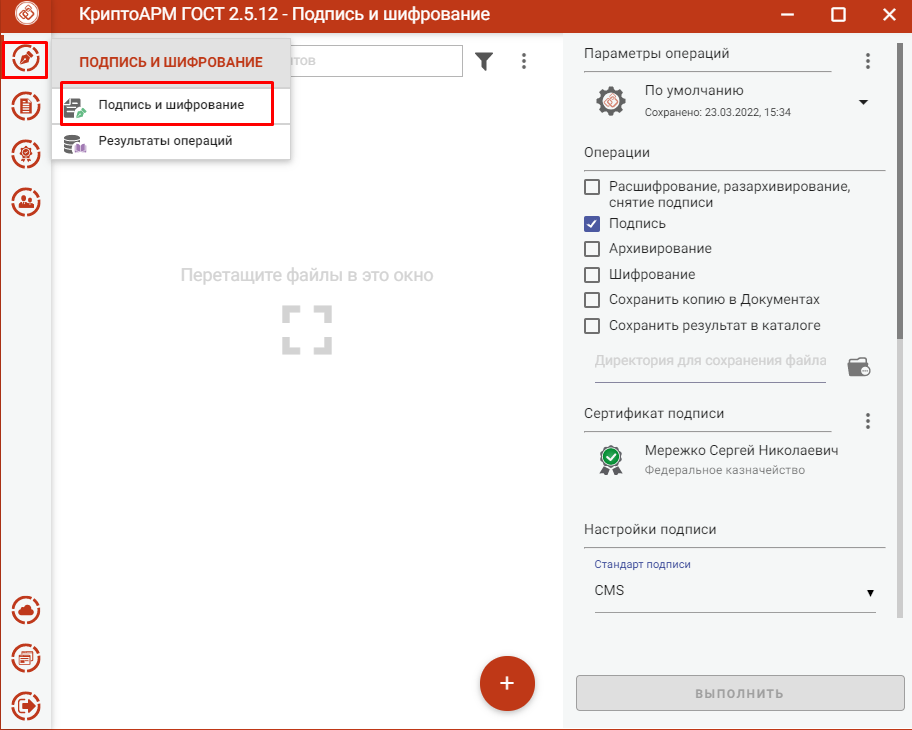 КриптоАРМ ГОСТ 2.5.12 - Подпись и шифрование
ПОДПИСЬ И ШИФРОВАНИЕ
Подпись и шифрование
Результаты операций
Перетащите файлы в это окно
+
Параметры операций
По умолчанию
Сохранено: 23.03.2022, 15:34
Операции
Расшифрование, разархивирование,
снятие подписи
Подпись
Архивирование
Шифрование
Сохранить копию в Документах
Сохранить результат в каталоге
Директория для сохранения файла
Сертификат подписи
Мережко Сергей Николаевич
Федеральное казначейство
Настройки подписи
Стандарт подписи
CMS
ВЫПОЛНИТЬ